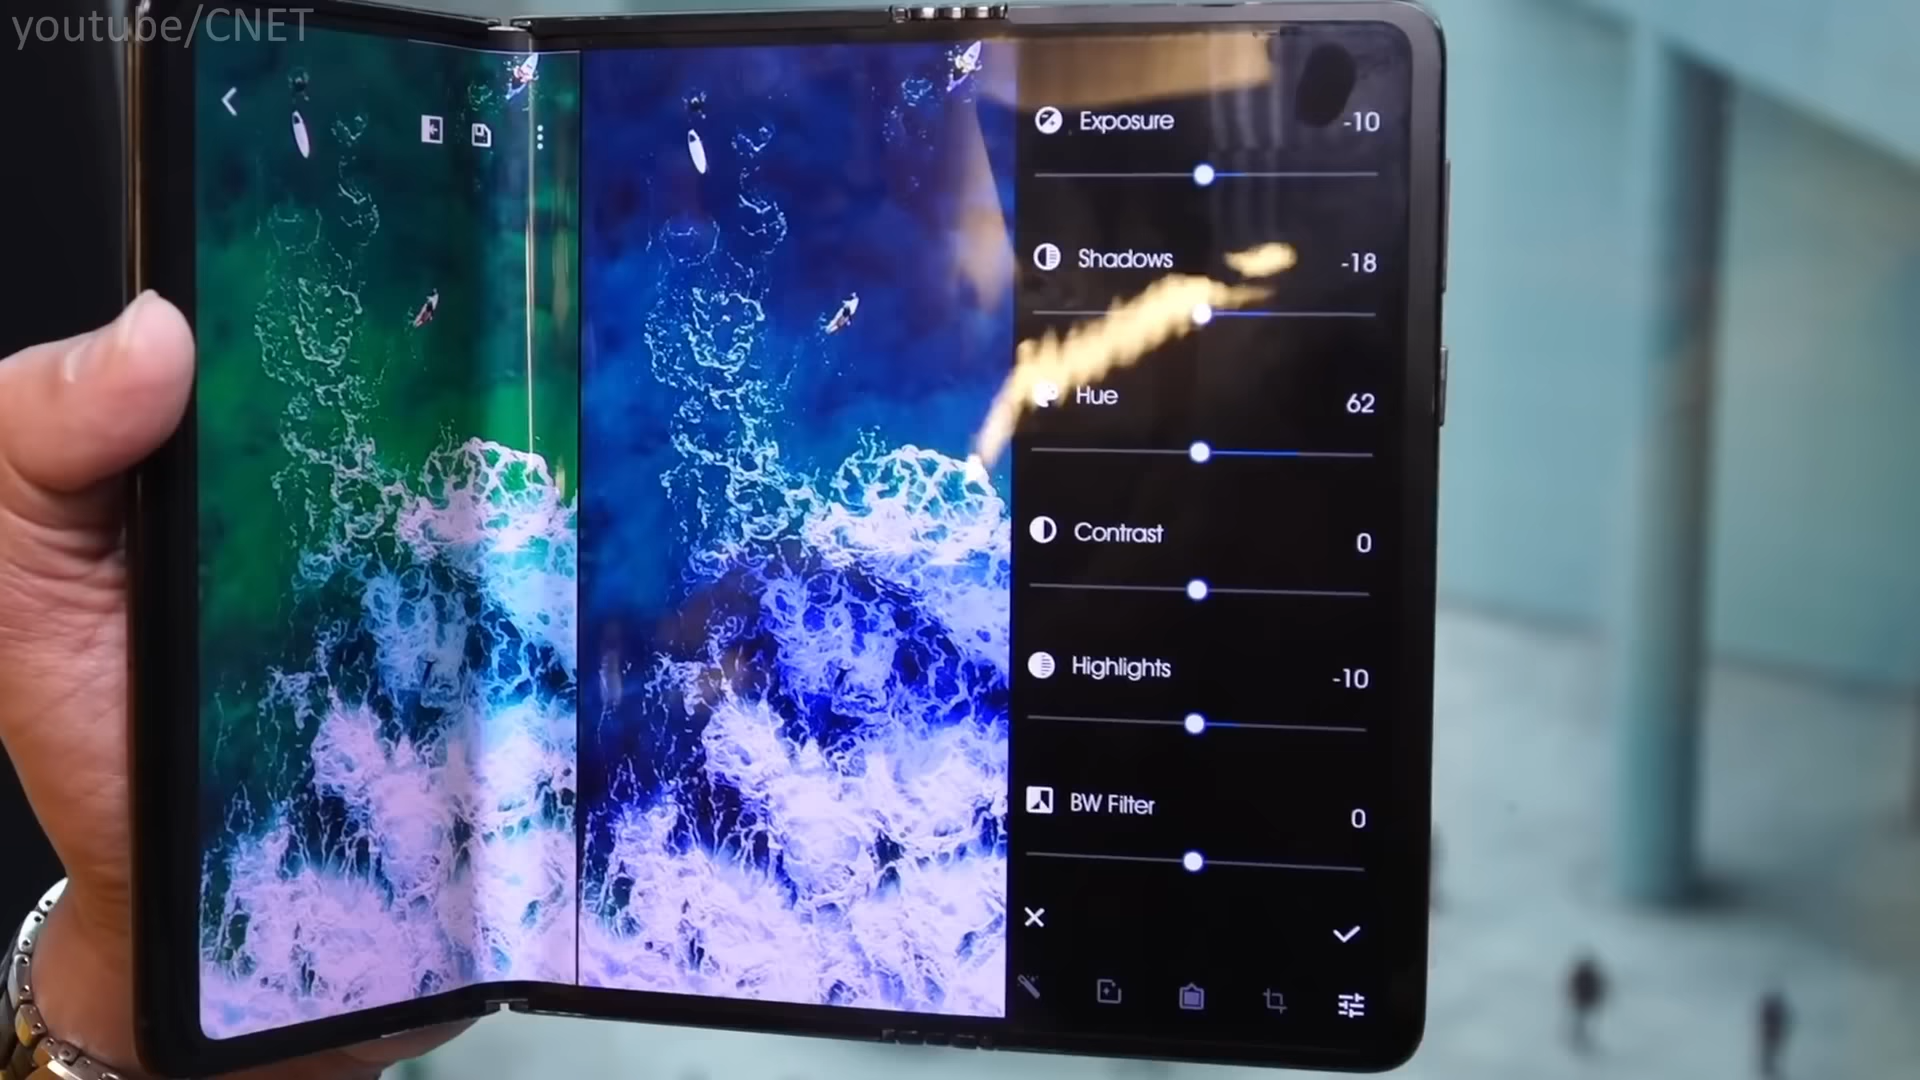 youtube/CNET
Exposure -10
Shadows -18
Hue 62
Contrast 0
Highlights -10
BW Filter 0